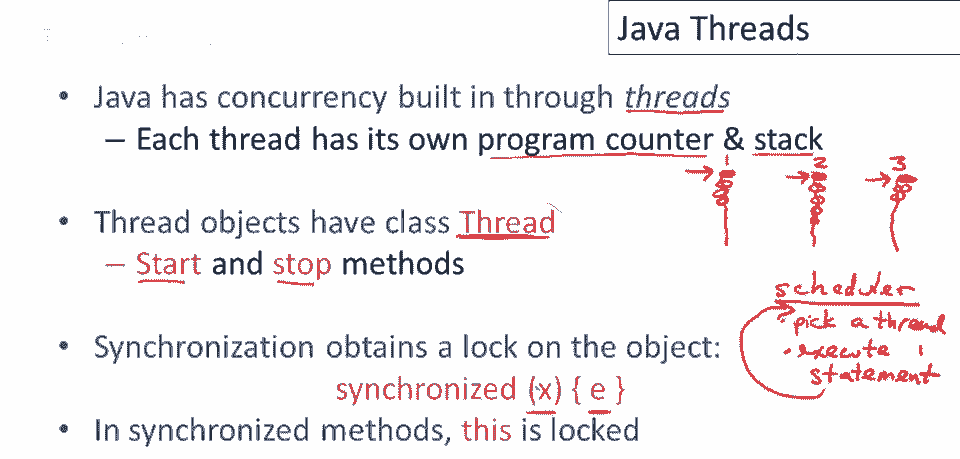 Java Threads
• Java has concurrency built in through threads
– Each thread has its own program counter & stack
1 2 3
• Thread objects have class Thread
– Start and stop methods
scheduler
• pick a thread
• execute 1
statement
• Synchronization obtains a lock on the object:
synchronized (x) { e }
• In synchronized methods, this is locked